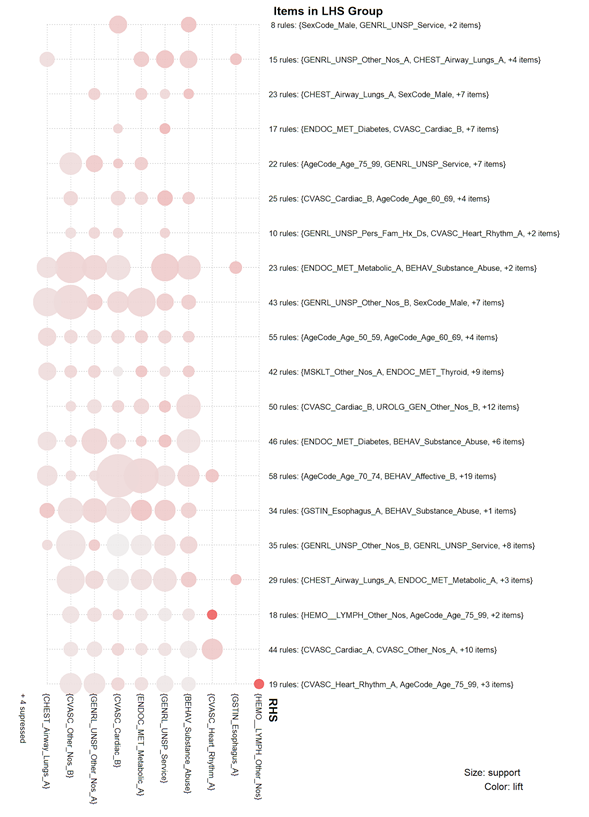 Items in LHS Group
8 rules: {SexCode_Male, GENRL_UNSP_Service, +2 items}
15 rules: {GENRL_UNSP_Other_Nos_A, CHEST_Airway_Lungs_A, +4 items}
23 rules: {CHEST_Airway_Lungs_A, SexCode_Male, +7 items}
17 rules: {ENDOC_MET_Diabetes, CVASC_Cardiac_B, +7 items}
22 rules: {AgeCode_Age_75_99, GENRL_UNSP_Service, +7 items}
25 rules: {CVASC_Cardiac_B, AgeCode_Age_60_69, +4 items}
10 rules: {GENRL_UNSP_Pers_Fam_Hx_Ds, CVASC_Heart_Rhythm_A, +2 items}
23 rules: {ENDOC_MET_Metabolic_A, BEHAV_Substance_Abuse, +2 items}
43 rules: {GENRL_UNSP_Other_Nos_B, SexCode_Male, +7 items}
55 rules: {AgeCode_Age_50_59, AgeCode_Age_60_69, +4 items}
42 rules: {MSKLT_Other_Nos_A, ENDOC_MET_Thyroid, +9 items}
50 rules: {CVASC_Cardiac_B, UROLG_GEN_Other_Nos_B, +12 items}
46 rules: {ENDOC_MET_Diabetes, BEHAV_Substance_Abuse, +6 items}
58 rules: {AgeCode_Age_70_74, BEHAV_Affective_B, +19 items}
34 rules: {GSTIN_Esophagus_A, BEHAV_Substance_Abuse, +1 items}
35 rules: {GENRL_UNSP_Other_Nos_B, GENRL_UNSP_Service, +8 items}
29 rules: {CHEST_Airway_Lungs_A, ENDOC_MET_Metabolic_A, +3 items}
18 rules: {HEMO__LYMPH_Other_Nos, AgeCode_Age_75_99, +2 items}
44 rules: {CVASC_Cardiac_A, CVASC_Other_Nos_A, +10 items}
19 rules: {CVASC_Heart_Rhythm_A, AgeCode_Age_75_99, +3 items}
+ 4 supressed
{CHEST_Airway_Lungs_A}
{CVASC_Other_Nos_B}
{GENRL_UNSP_Other_Nos_A}
{CVASC_Cardiac_B}
{ENDOC_MET_Metabolic_A}
{GENRL_UNSP_Service}
{BEHAV_Substance_Abuse}
{CVASC_Heart_Rhythm_A}
{GSTIN_Esophagus_A}
{HEMO__LYMPH_Other_Nos}
RHS
Size: support
Color: lift